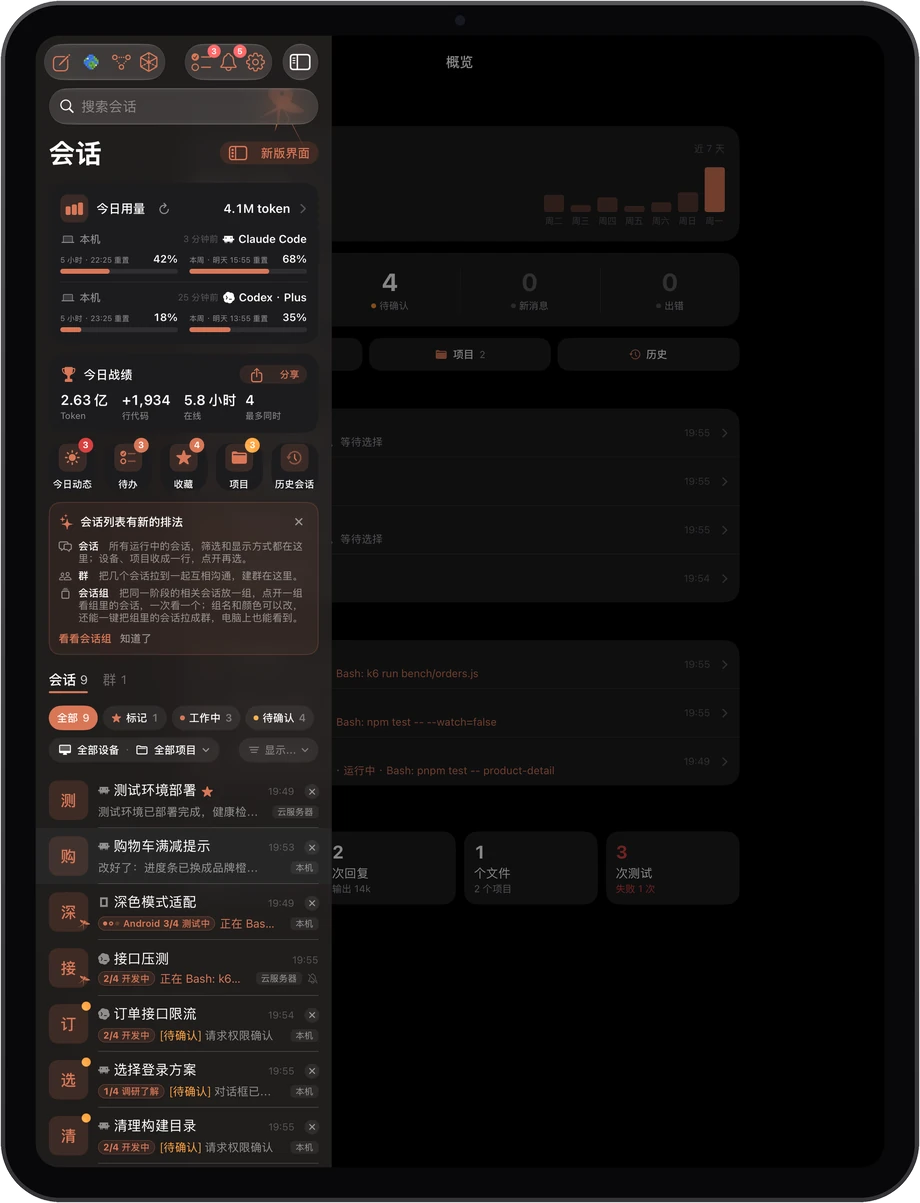 3
5
概览
搜索会话
会话
新版界面
近 7 天
今日用量
4.1M token
周二 周三 周四 周五 周六 周日 周一
本机
3 分钟前
Claude Code
5 小时 · 22:25 重置
42%
本周 · 明天 15:55 重置
68%
4
0
0
待确认
新消息
出错
本机
25 分钟前
Codex · Plus
5 小时 · 23:25 重置
18%
本周 · 明天 13:55 重置
35%
项目 2
历史
今日战绩
分享
2.63 亿
+1,934
5.8 小时
4
Token
行代码
在线
最多同时
等待选择
19:55
3
3
4
3
今日动态
待办
收藏
项目
历史会话
19:55
会话列表有新的排法
19:55
等待选择
会话 所有运行中的会话，筛选和显示方式都在这
里；设备、项目收成一行，点开再选。
群 把几个会话拉到一起互相沟通，建群在这里。
19:54
会话组 把同一阶段的相关会话放一组，点开一组
看组里的会话，一次看一个；组名和颜色可以改，
还能一键把组里的会话拉成群，电脑上也能看到。
看看会话组 知道了
19:55
Bash: k6 run bench/orders.js
会话 9
群 1
全部 9
标记 1
工作中 3
待确认 4
19:55
Bash: npm test -- --watch=false
全部设备 · 全部项目
显示...
19:49
· 运行中 · Bash: pnpm test -- product-detail
测
测试环境部署
19:49
测试环境已部署完成，健康检...
云服务器
购
购物车满减提示
19:53
改好了：进度条已换成品牌橙...
本机
2
次回复
输出 14k
1
个文件
2 个项目
3
次测试
失败 1 次
深
深色模式适配
19:49
Android 3/4 测试中
正在 Bas...
本机
接
接口压测
19:55
2/4 开发中
正在 Bash: k6...
云服务器
订
订单接口限流
19:54
2/4 开发中
[待确认] 请求权限确认
本机
选
选择登录方案
19:55
1/4 调研了解
[待确认] 对话框已...
本机
清
清理构建目录
19:55
2/4 开发中
[待确认] 请求权限确认
本机